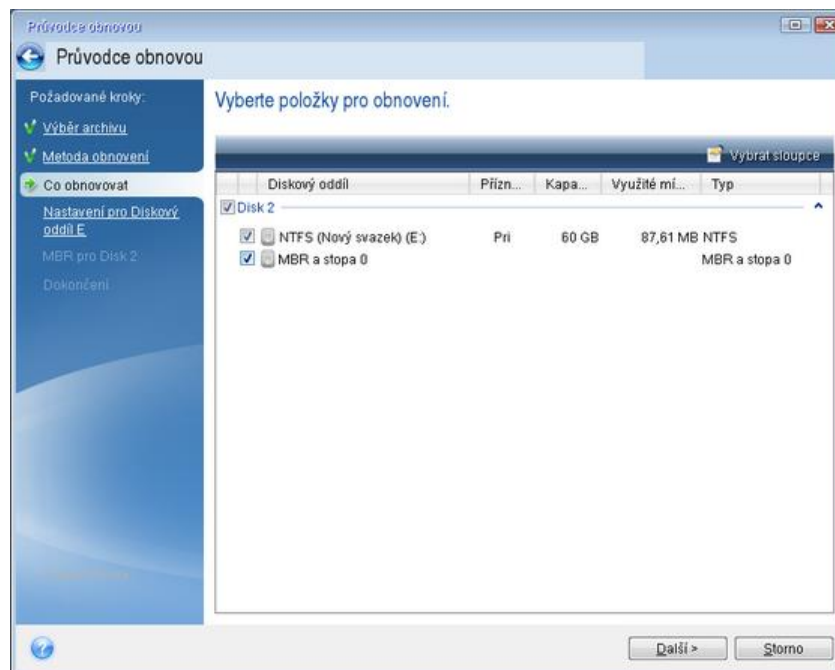 Průvodce obnovou
Průvodce obnovou
Požadované kroky:
Výběr archivu
Metoda obnovení
Co obnovovat
Nastavení pro Diskový
oddíl E
MBR pro Disk 2
Dokončení
Vyberte položky pro obnovení.
Vybrat sloupce
Diskový oddíl Přízn... Kapa... Využité mí... Typ
Disk 2
NTFS (Nový svazek) (E:) Pri 60 GB 87,61 MB NTFS
MBR a stopa 0 MBR a stopa 0
Další >
Storno